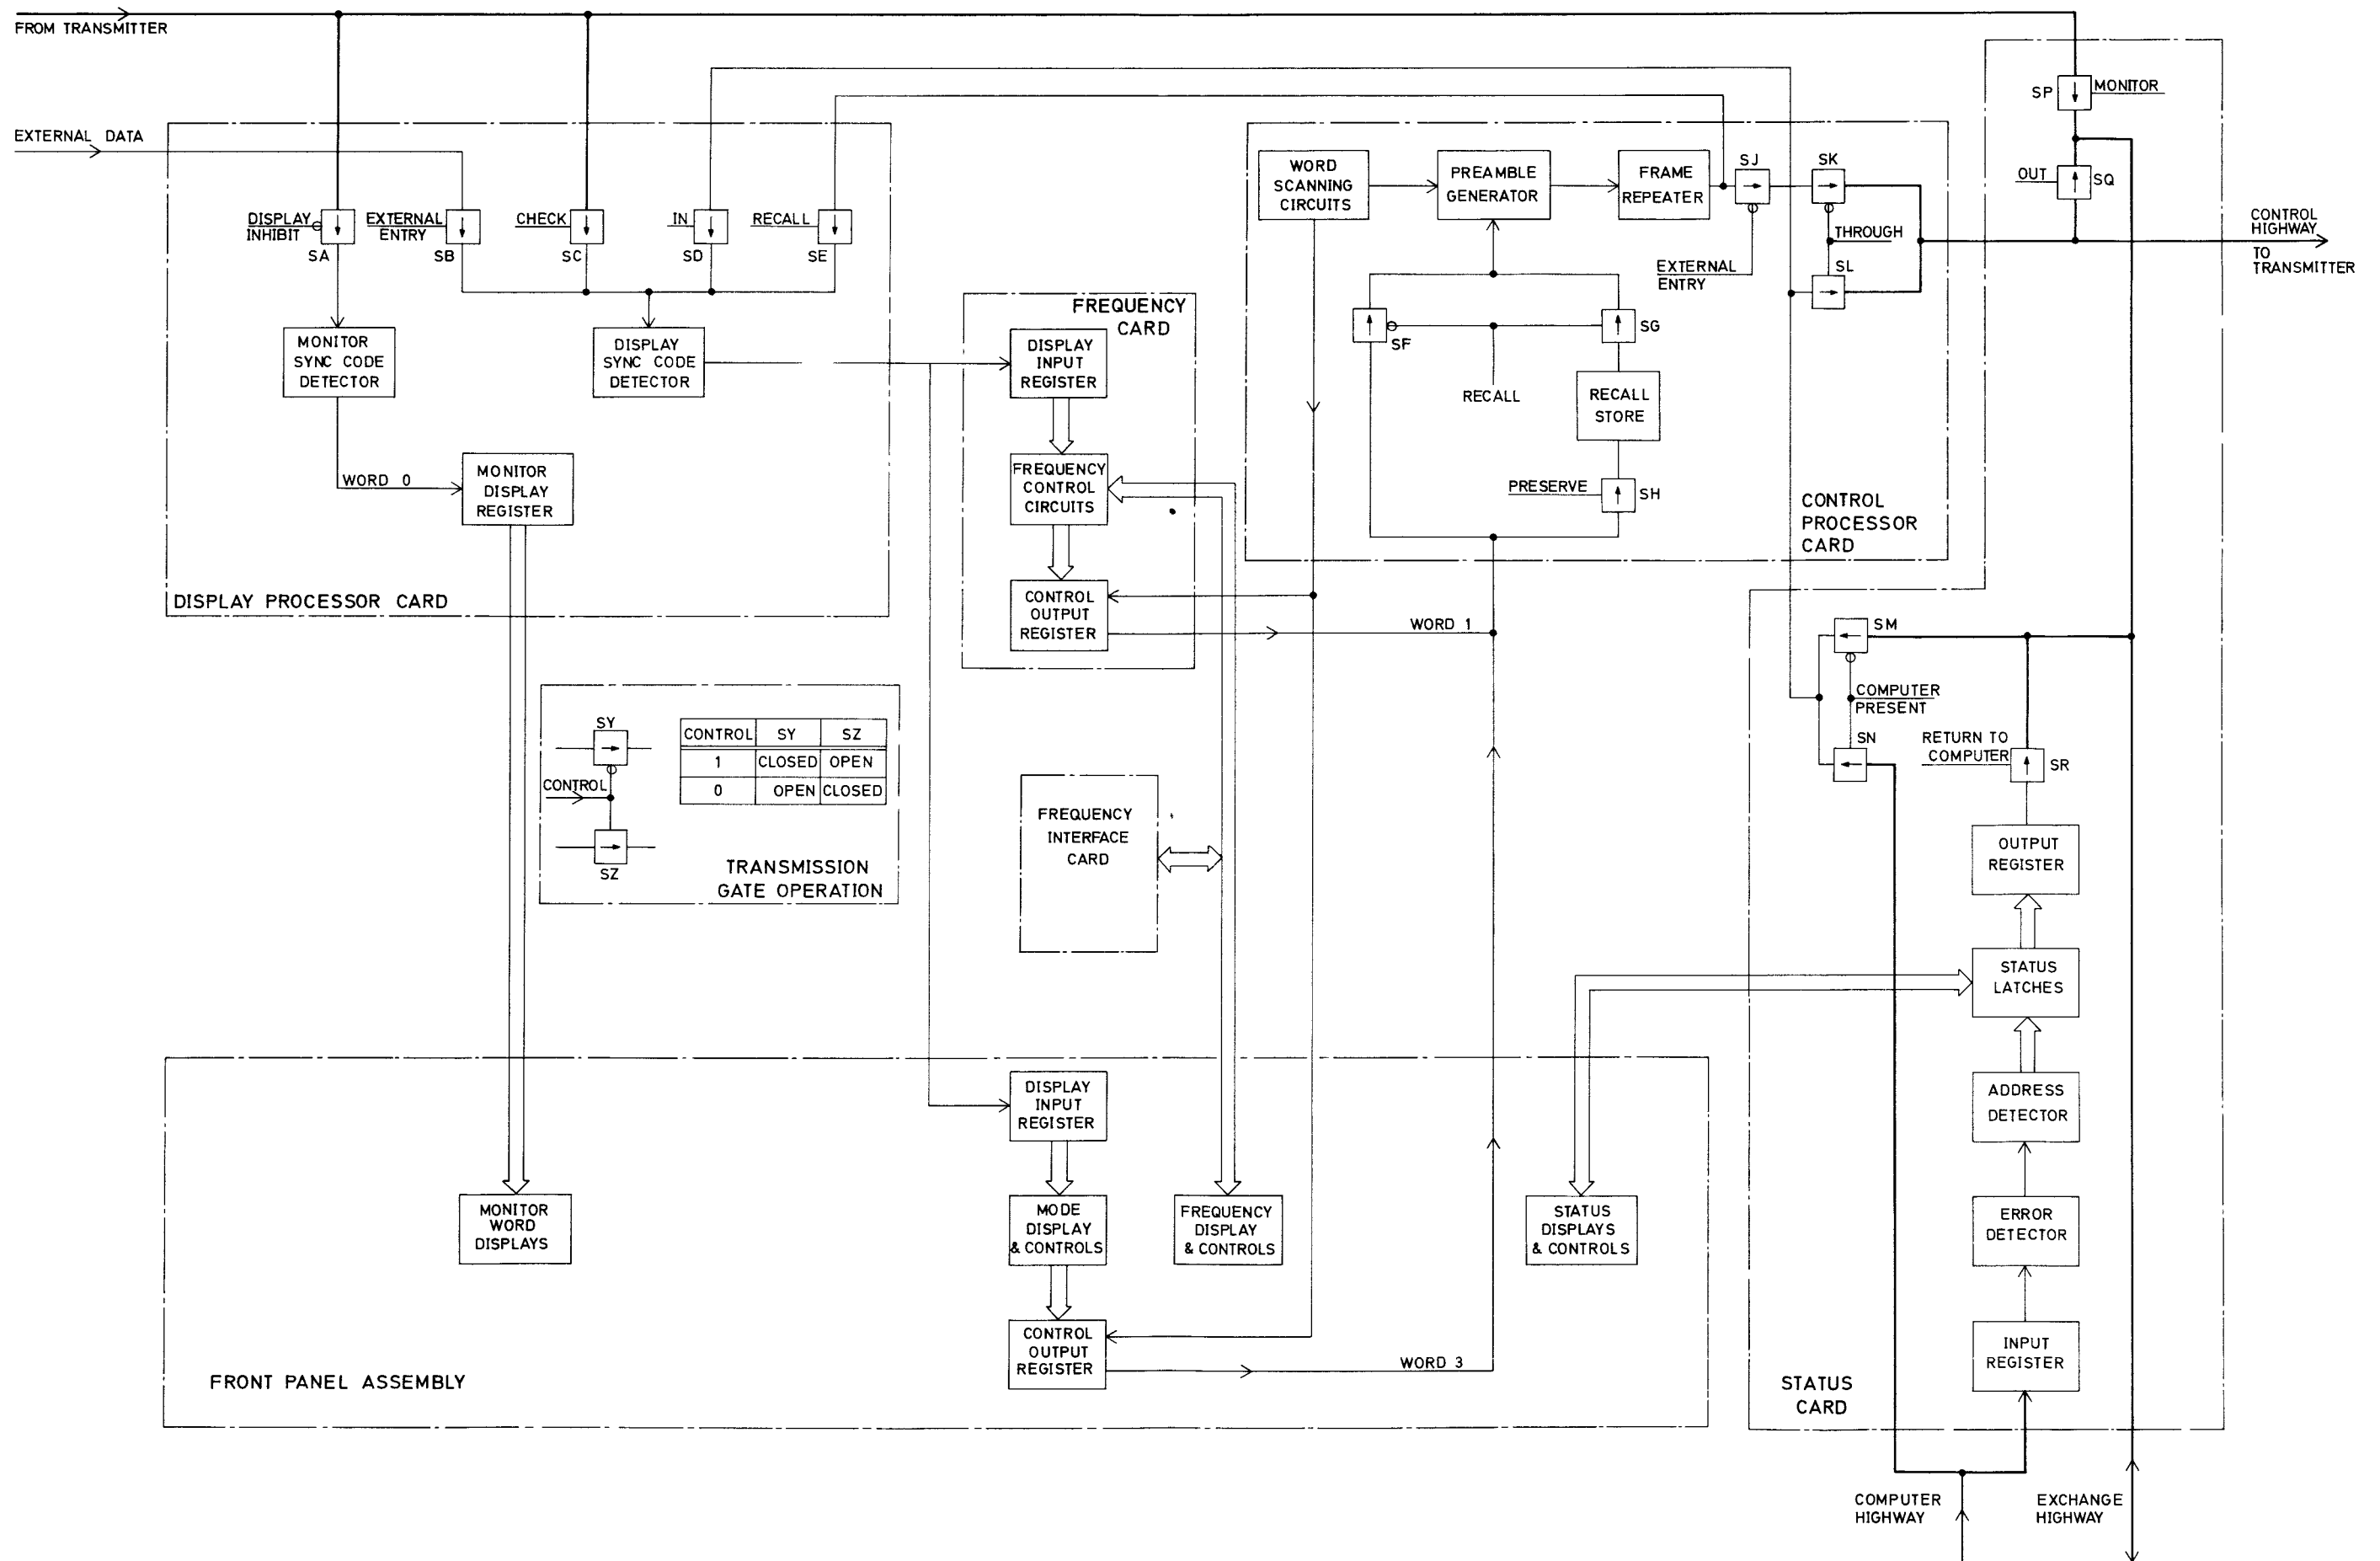 FROM TRANSMITTER
EXTERNAL DATA
DISPLAY
INHIBIT
SA
EXTERNAL
ENTRY
SB
CHECK
SC
IN
SD
RECALL
SE
MONITOR
SYNC CODE
DETECTOR
DISPLAY
SYNC CODE
DETECTOR
WORD 0
MONITOR
DISPLAY
REGISTER
DISPLAY PROCESSOR CARD
FREQUENCY
CARD
DISPLAY
INPUT
REGISTER
FREQUENCY
CONTROL
CIRCUITS
CONTROL
OUTPUT
REGISTER
WORD 1
WORD
SCANNING
CIRCUITS
PREAMBLE
GENERATOR
FRAME
REPEATER
SJ
SK
EXTERNAL
ENTRY
THROUGH
SL
SF
SG
RECALL
RECALL
STORE
PRESERVE
SH
CONTROL
PROCESSOR
CARD
SP
MONITOR
OUT
SQ
CONTROL
HIGHWAY
TO
TRANSMITTER
SM
COMPUTER
PRESENT
SN
RETURN TO
COMPUTER
SR
OUTPUT
REGISTER
STATUS
LATCHES
ADDRESS
DETECTOR
ERROR
DETECTOR
INPUT
REGISTER
STATUS
CARD
COMPUTER
HIGHWAY
EXCHANGE
HIGHWAY
SY
CONTROL
SZ
CONTROL SY SZ
1 CLOSED OPEN
0 OPEN CLOSED
TRANSMISSION
GATE OPERATION
FREQUENCY
INTERFACE
CARD
MONITOR
WORD
DISPLAYS
DISPLAY
INPUT
REGISTER
MODE
DISPLAY
& CONTROLS
FREQUENCY
DISPLAY
& CONTROLS
STATUS
DISPLAYS
& CONTROLS
CONTROL
OUTPUT
REGISTER
WORD 3
FRONT PANEL ASSEMBLY